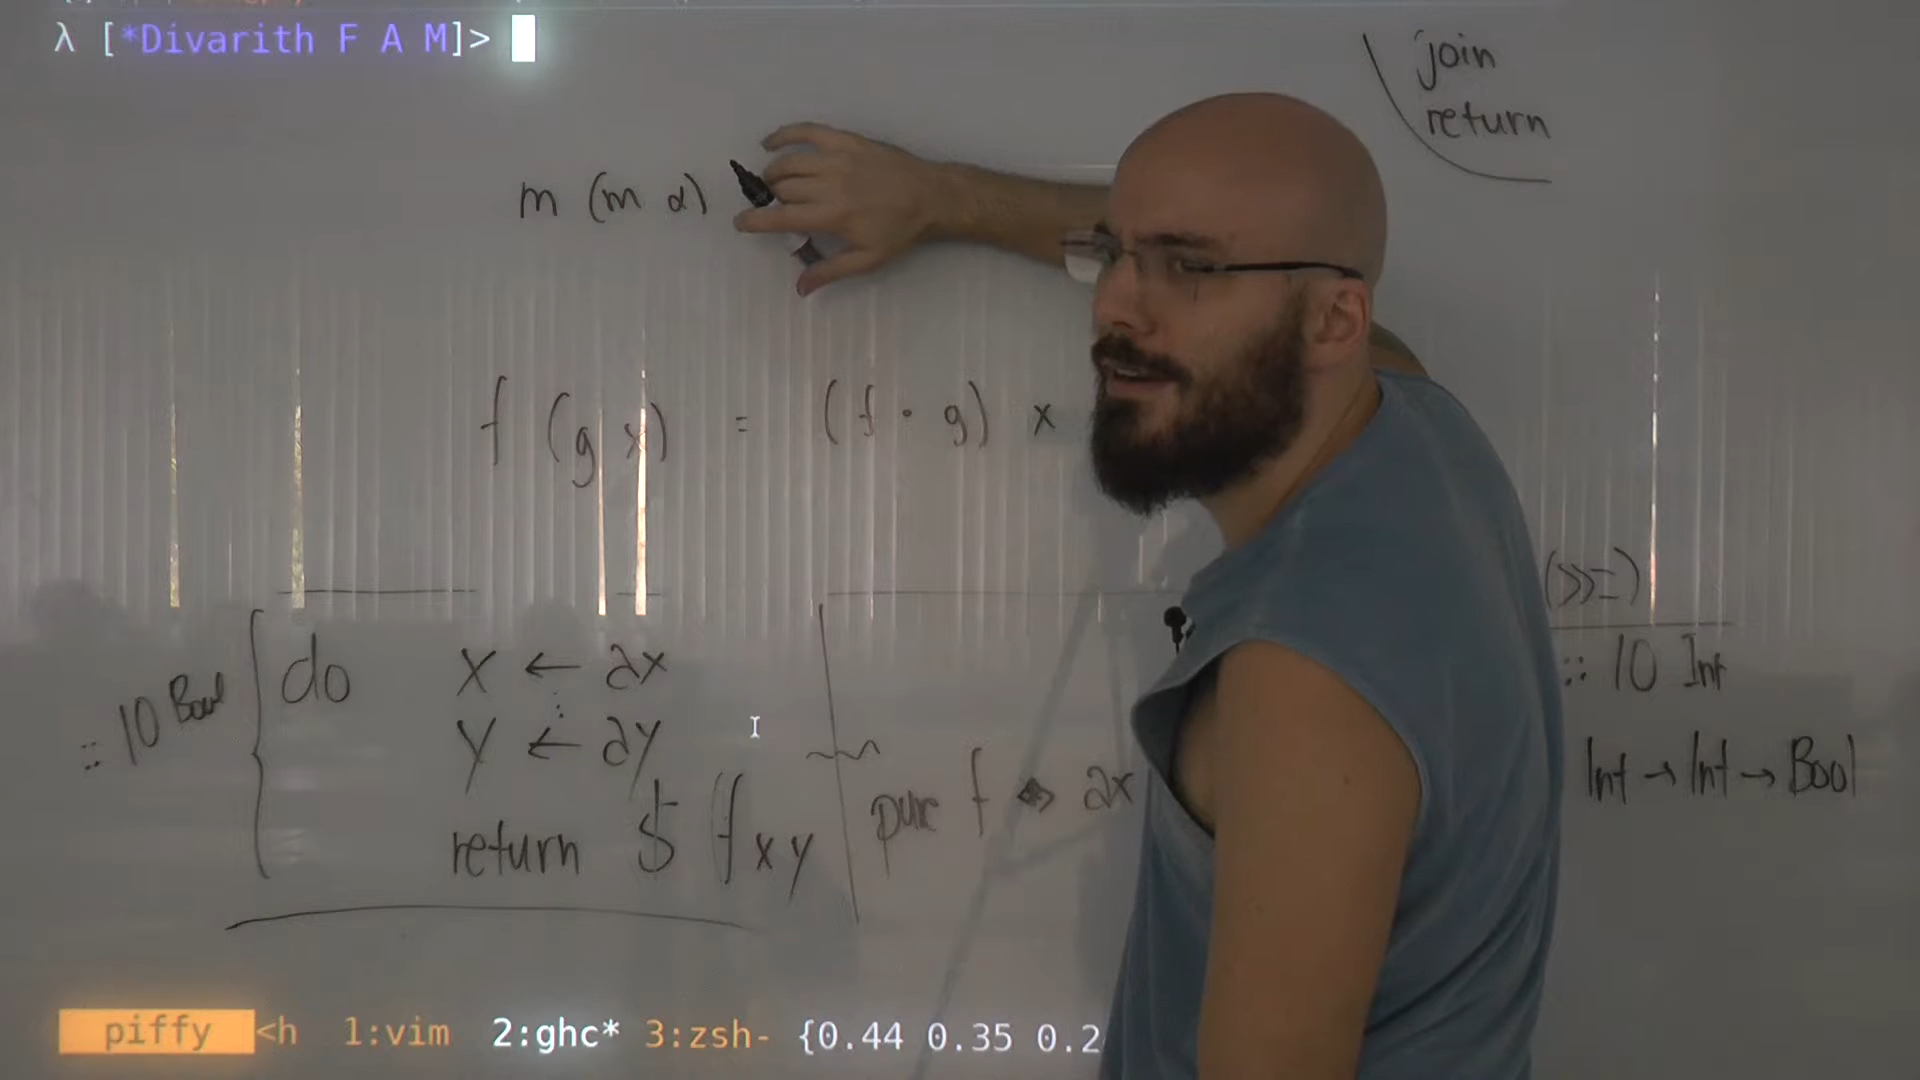 λ [*Divarith F A M]>
join
return
m (m α)
f (g x) = (f · g) x
(>>=)
:: IO Bool
do x ← ax
y ← ay
return $ f x y
pure f <*> ax
:: IO Int
Int → Int → Bool
piffy <h 1:vim 2:ghc* 3:zsh- {0.44 0.35 0.2